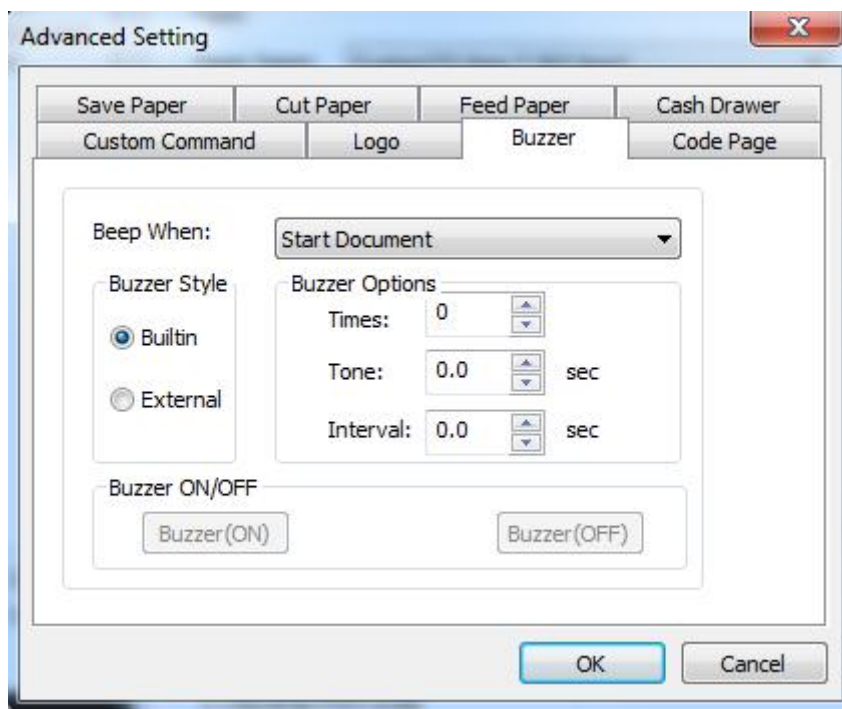 Advanced Setting
Save Paper Cut Paper Feed Paper Cash Drawer
Custom Command Logo Buzzer Code Page
Beep When: Start Document
Buzzer Style Buzzer Options
Times: 0
Builtin
Tone: 0.0 sec
External
Interval: 0.0 sec
Buzzer ON/OFF
Buzzer(ON) Buzzer(OFF)
OK Cancel